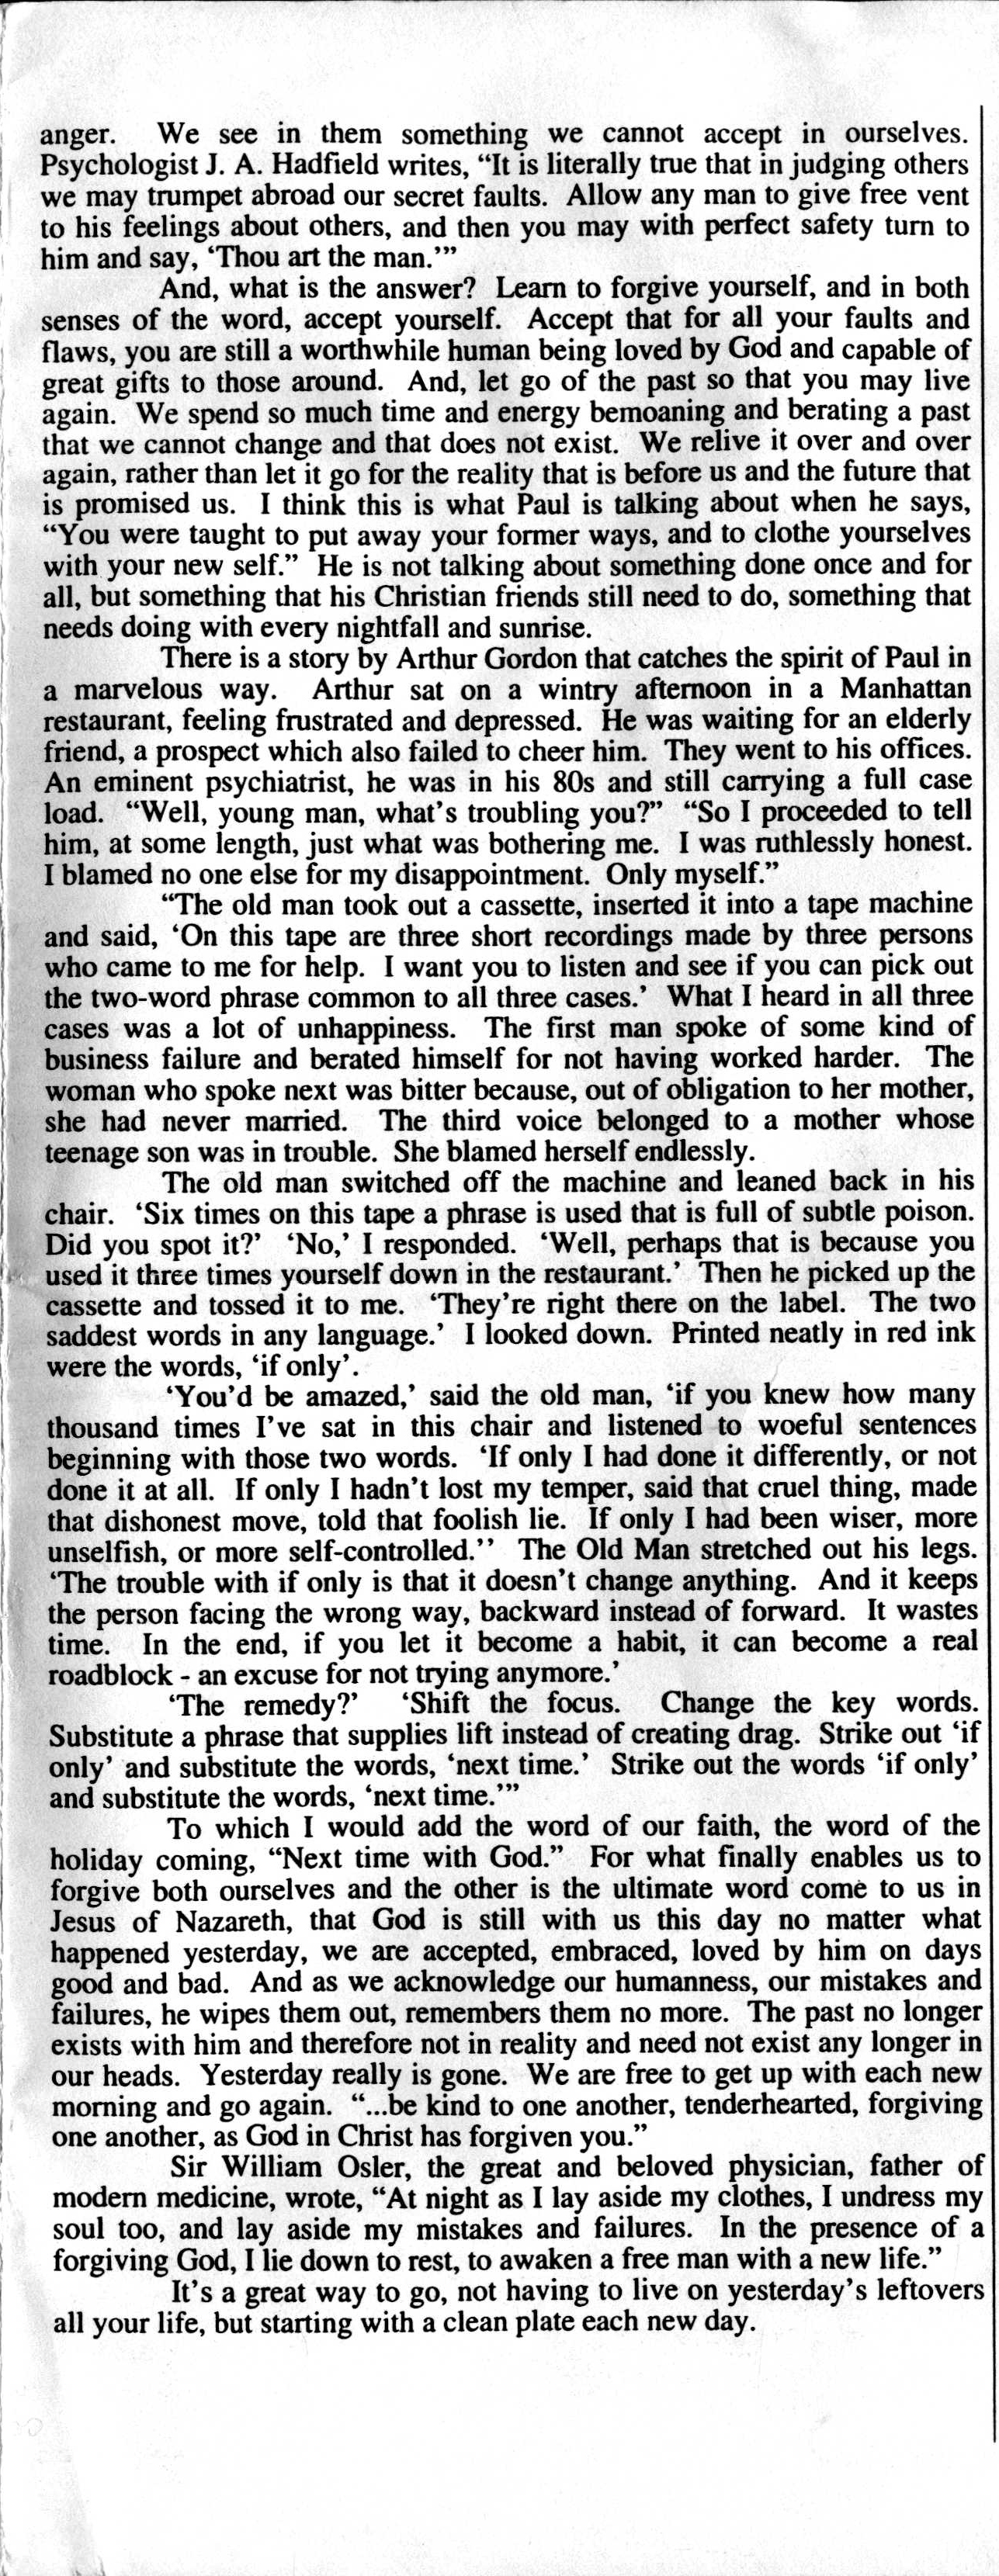 anger. We see in them something we cannot accept in ourselves.
Psychologist J. A. Hadfield writes, “It is literally true that in judging others
we may trumpet abroad our secret faults. Allow any man to give free vent
to his feelings about others, and then you may with perfect safety turn to
him and say, ‘Thou art the man.’”
And, what is the answer? Learn to forgive yourself, and in both
senses of the word, accept yourself. Accept that for all your faults and
flaws, you are still a worthwhile human being loved by God and capable of
great gifts to those around. And, let go of the past so that you may live
again. We spend so much time and energy bemoaning and berating a past
that we cannot change and that does not exist. We relive it over and over
again, rather than let it go for the reality that is before us and the future that
is promised us. I think this is what Paul is talking about when he says,
“You were taught to put away your former ways, and to clothe yourselves
with your new self.” He is not talking about something done once and for
all, but something that his Christian friends still need to do, something that
needs doing with every nightfall and sunrise.
There is a story by Arthur Gordon that catches the spirit of Paul in
a marvelous way. Arthur sat on a wintry afternoon in a Manhattan
restaurant, feeling frustrated and depressed. He was waiting for an elderly
friend, a prospect which also failed to cheer him. They went to his offices.
An eminent psychiatrist, he was in his 80s and still carrying a full case
load. “Well, young man, what’s troubling you?” “So I proceeded to tell
him, at some length, just what was bothering me. I was ruthlessly honest.
I blamed no one else for my disappointment. Only myself.”
“The old man took out a cassette, inserted it into a tape machine
and said, ‘On this tape are three short recordings made by three persons
who came to me for help. I want you to listen and see if you can pick out
the two-word phrase common to all three cases.’ What I heard in all three
cases was a lot of unhappiness. The first man spoke of some kind of
business failure and berated himself for not having worked harder. The
woman who spoke next was bitter because, out of obligation to her mother,
she had never married. The third voice belonged to a mother whose
teenage son was in trouble. She blamed herself endlessly.
The old man switched off the machine and leaned back in his
chair. ‘Six times on this tape a phrase is used that is full of subtle poison.
Did you spot it?’ ‘No,’ I responded. ‘Well, perhaps that is because you
used it three times yourself down in the restaurant.’ Then he picked up the
cassette and tossed it to me. ‘They’re right there on the label. The two
saddest words in any language.’ I looked down. Printed neatly in red ink
were the words, ‘if only’.
‘You’d be amazed,’ said the old man, ‘if you knew how many
thousand times I’ve sat in this chair and listened to woeful sentences
beginning with those two words. ‘If only I had done it differently, or not
done it at all. If only I hadn’t lost my temper, said that cruel thing, made
that dishonest move, told that foolish lie. If only I had been wiser, more
unselfish, or more self-controlled.’’ The Old Man stretched out his legs.
‘The trouble with if only is that it doesn’t change anything. And it keeps
the person facing the wrong way, backward instead of forward. It wastes
time. In the end, if you let it become a habit, it can become a real
roadblock - an excuse for not trying anymore.’
‘The remedy?’ ‘Shift the focus. Change the key words.
Substitute a phrase that supplies lift instead of creating drag. Strike out ‘if
only’ and substitute the words, ‘next time.’ Strike out the words ‘if only’
and substitute the words, ‘next time.’”
To which I would add the word of our faith, the word of the
holiday coming, “Next time with God.” For what finally enables us to
forgive both ourselves and the other is the ultimate word come to us in
Jesus of Nazareth, that God is still with us this day no matter what
happened yesterday, we are accepted, embraced, loved by him on days
good and bad. And as we acknowledge our humanness, our mistakes and
failures, he wipes them out, remembers them no more. The past no longer
exists with him and therefore not in reality and need not exist any longer in
our heads. Yesterday really is gone. We are free to get up with each new
morning and go again. “...be kind to one another, tenderhearted, forgiving
one another, as God in Christ has forgiven you.”
Sir William Osler, the great and beloved physician, father of
modern medicine, wrote, “At night as I lay aside my clothes, I undress my
soul too, and lay aside my mistakes and failures. In the presence of a
forgiving God, I lie down to rest, to awaken a free man with a new life.”
It’s a great way to go, not having to live on yesterday’s leftovers
all your life, but starting with a clean plate each new day.